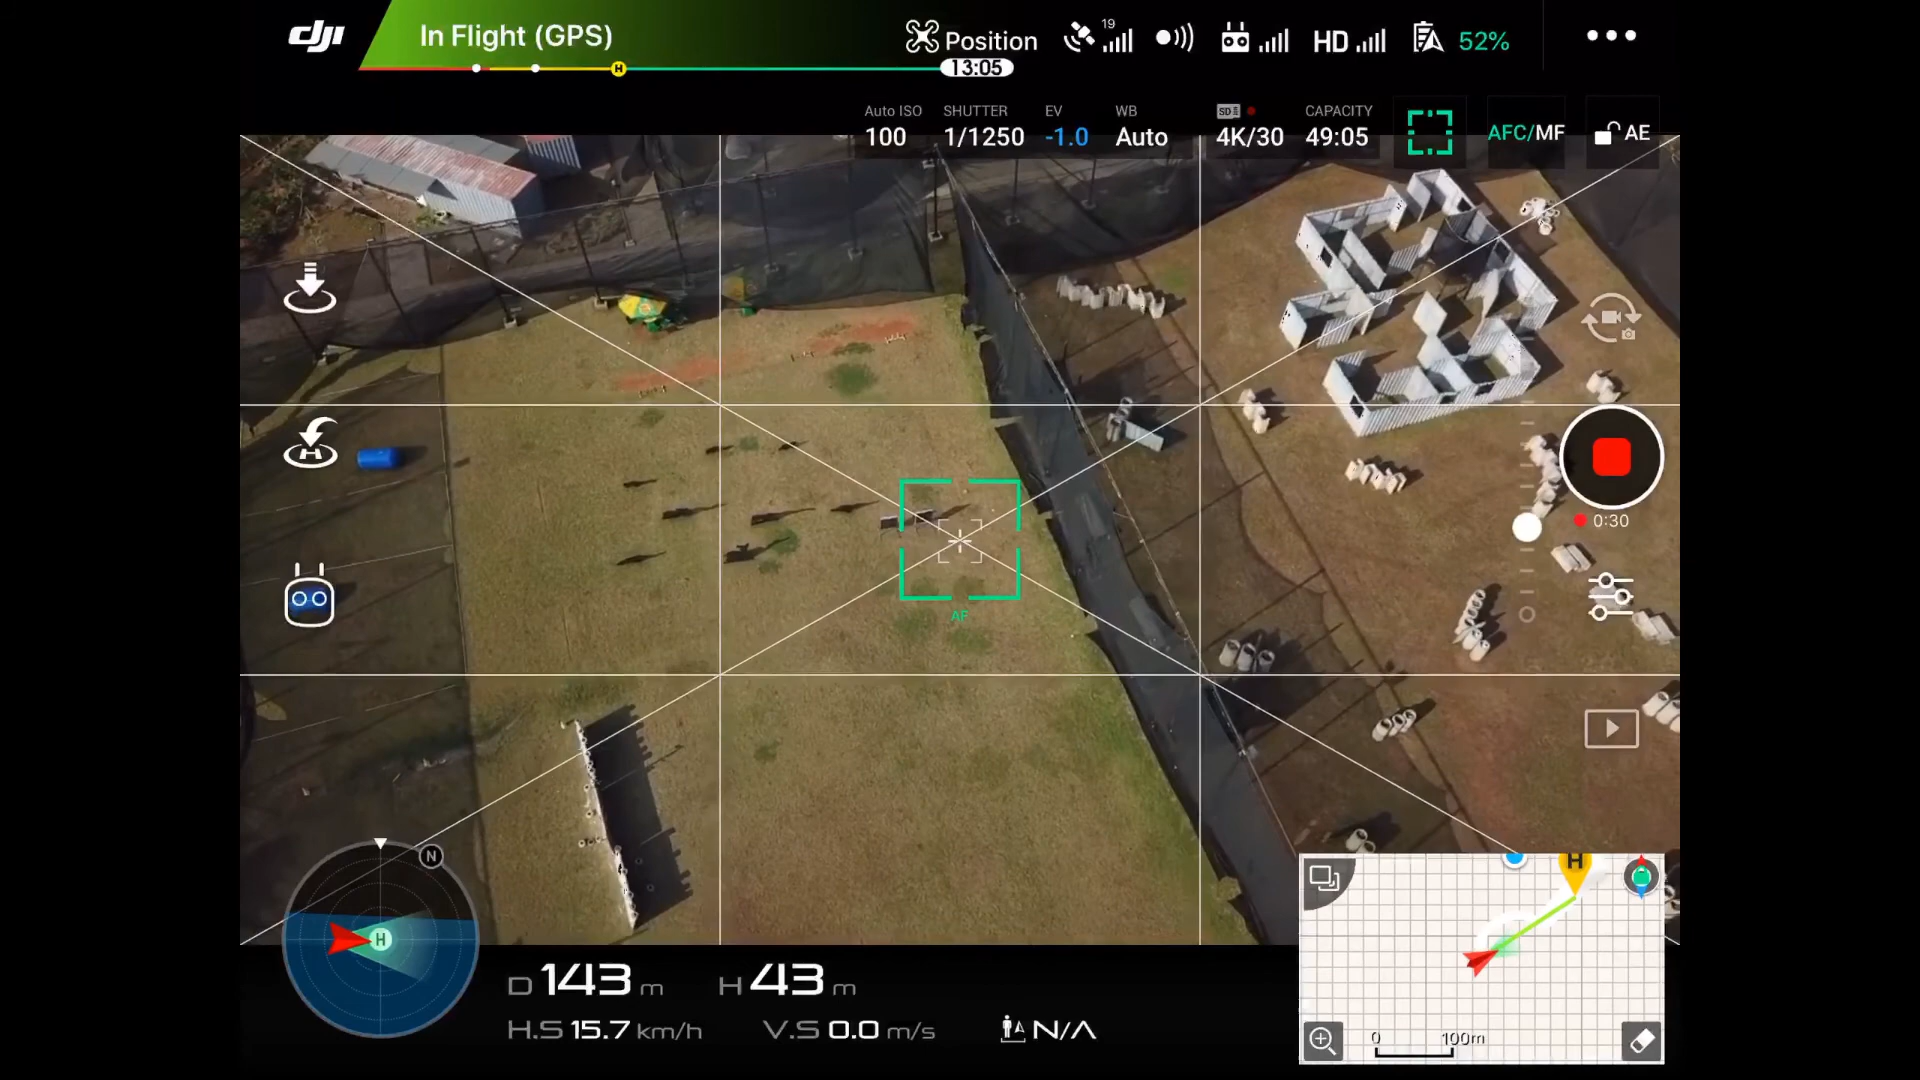 dji In Flight (GPS) Position 19 HD 52%
H 13:05
Auto ISO SHUTTER EV WB SD CAPACITY
100 1/1250 -1.0 Auto 4K/30 49:05 AFC/MF AE
H
0:30
AF
N
H
H
D 143 m H 43 m
H.S 15.7 km/h V.S 0.0 m/s N/A
0 100m